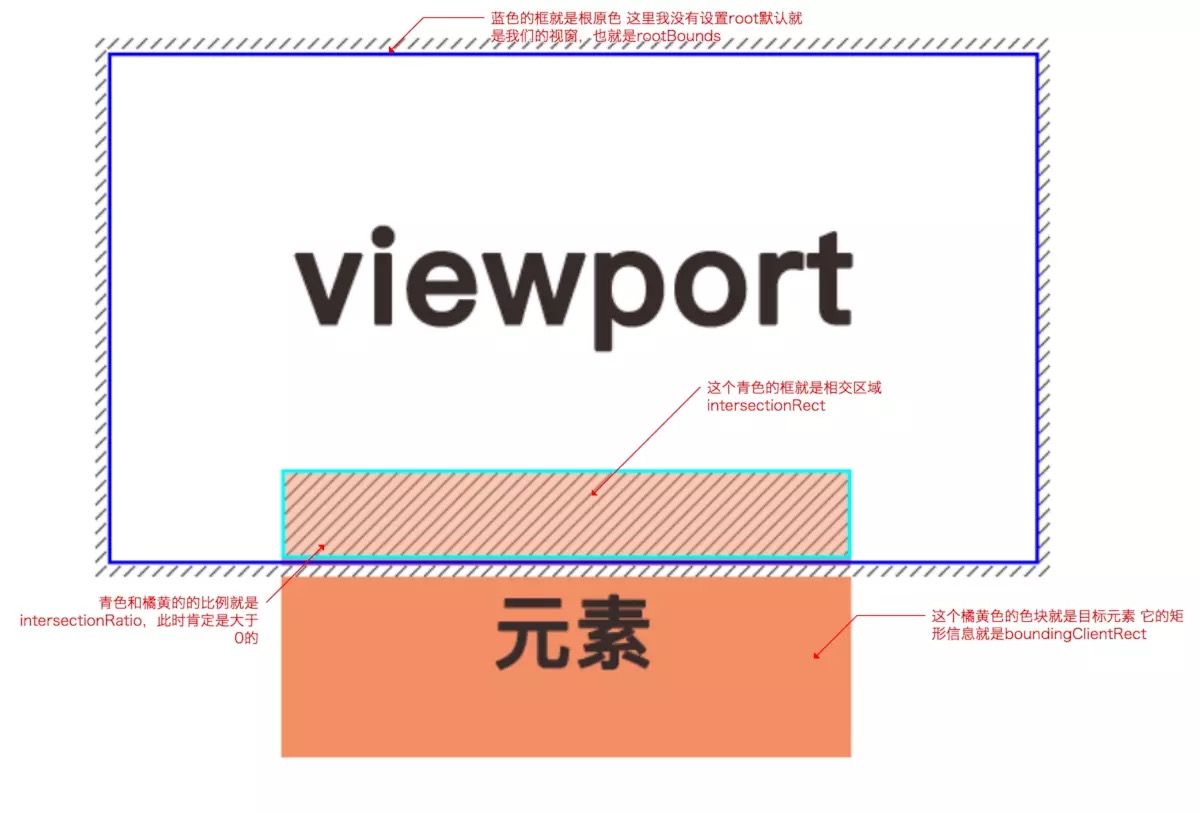 蓝色的框就是根原色 这里我没有设置root默认就
是我们的视窗，也就是rootBounds
viewport
这个青色的框就是相交区域
intersectionRect
青色和橘黄的的比例就是
intersectionRatio，此时肯定是大于
0的
元素
这个橘黄色的色块就是目标元素 它的矩
形信息就是boundingClientRect